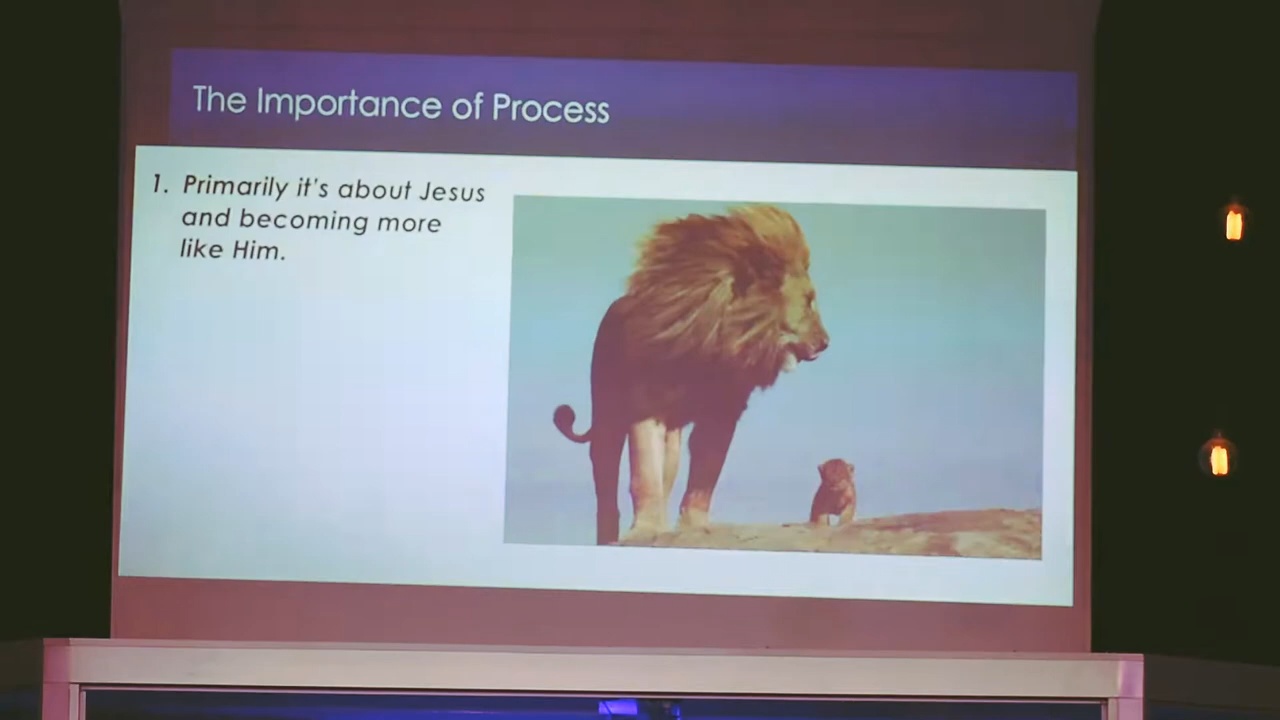 The Importance of Process
1. Primarily it's about Jesus
and becoming more
like Him.